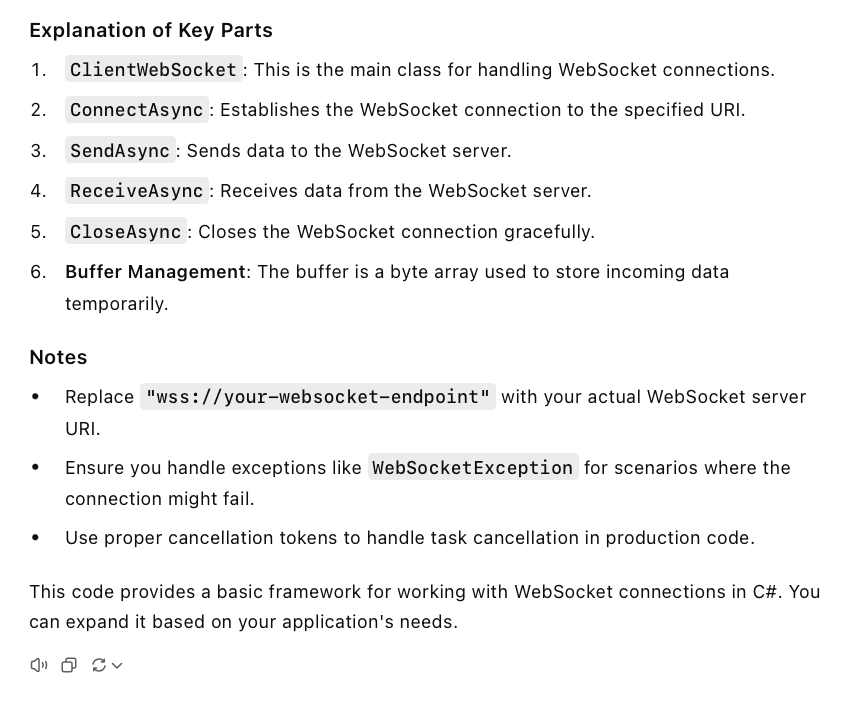 Explanation of Key Parts
1. ClientWebSocket: This is the main class for handling WebSocket connections.
2. ConnectAsync: Establishes the WebSocket connection to the specified URI.
3. SendAsync: Sends data to the WebSocket server.
4. ReceiveAsync: Receives data from the WebSocket server.
5. CloseAsync: Closes the WebSocket connection gracefully.
6. Buffer Management: The buffer is a byte array used to store incoming data
temporarily.
Notes
• Replace "wss://your-websocket-endpoint" with your actual WebSocket server
URI.
• Ensure you handle exceptions like WebSocketException for scenarios where the
connection might fail.
• Use proper cancellation tokens to handle task cancellation in production code.
This code provides a basic framework for working with WebSocket connections in C#. You
can expand it based on your application's needs.